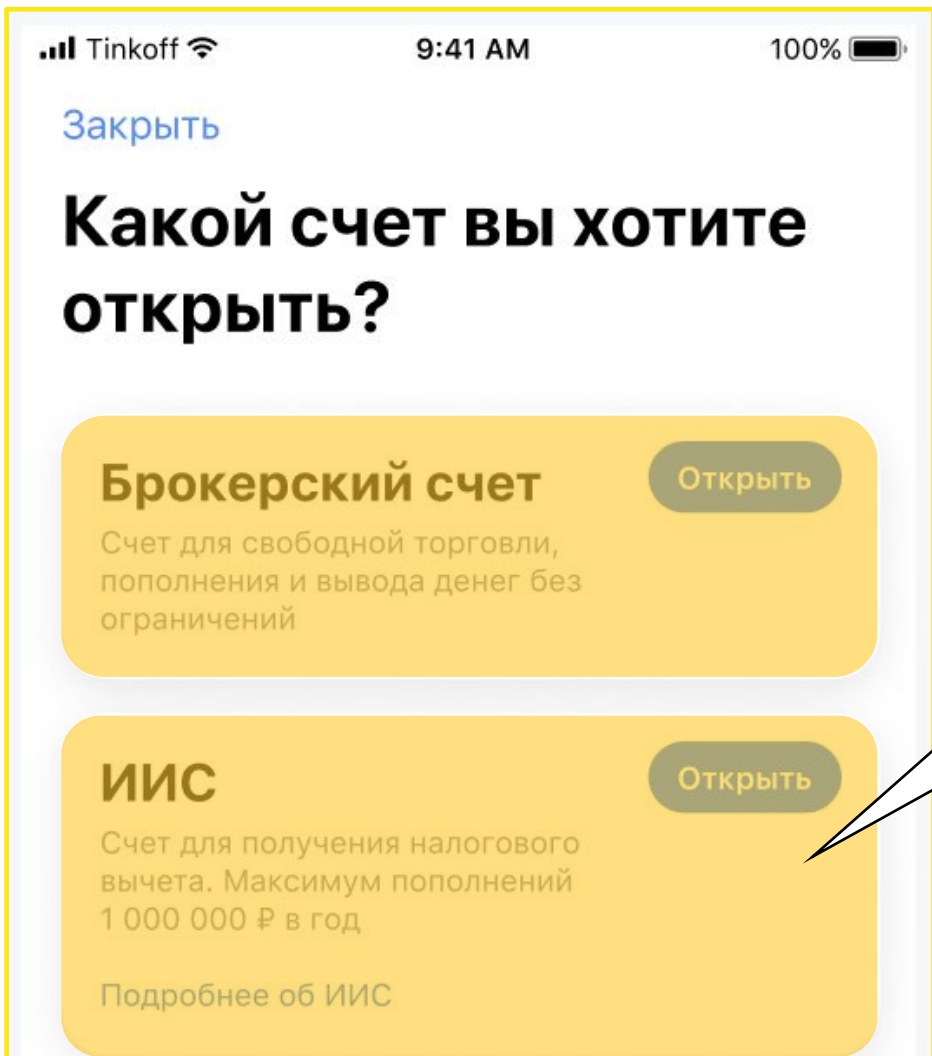 Tinkoff 9:41 AM 100%
Закрыть
Какой счет вы хотите
открыть?
Брокерский счет Открыть
Счет для свободной торговли,
пополнения и вывода денег без
ограничений
ИИС Открыть
Счет для получения налогового
вычета. Максимум пополнений
1 000 000 ₽ в год
Подробнее об ИИС